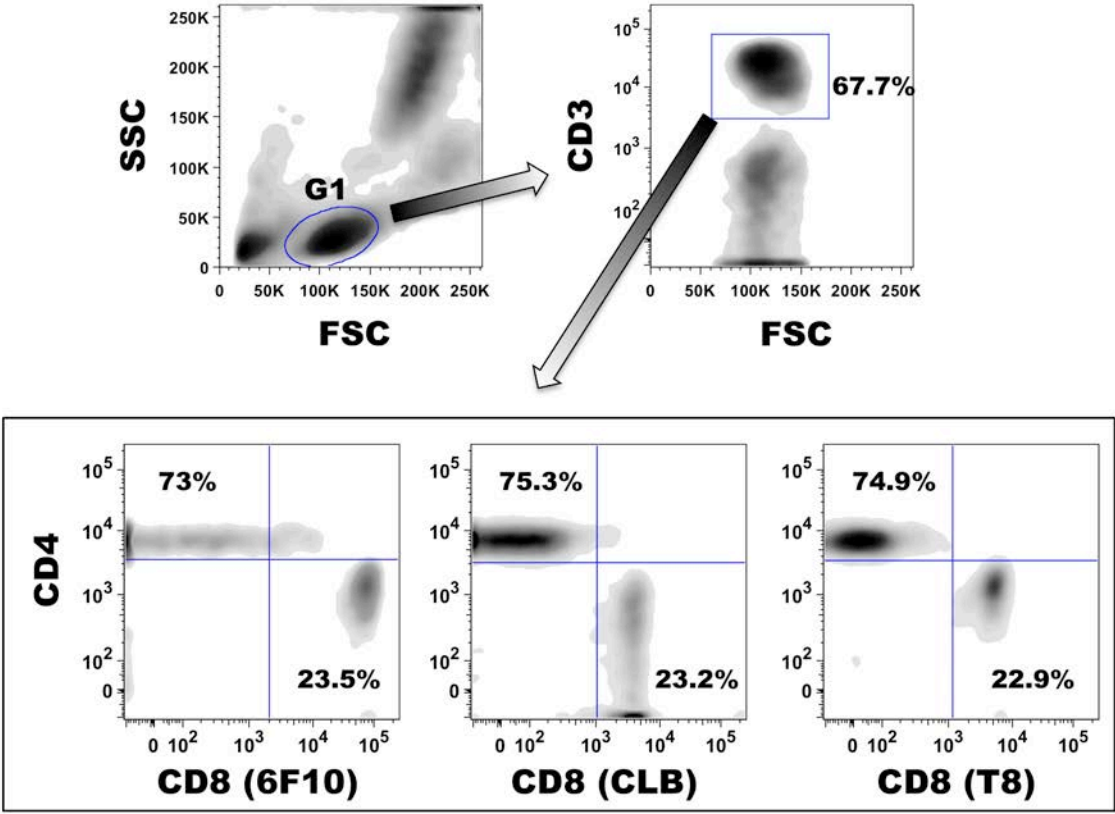 250K
200K
150K
100K
50K
0
SSC
G1
0 50K 100K 150K 200K 250K
FSC
10^5
10^4
10^3
10^2
CD3
67.7%
0 50K 100K 150K 200K 250K
FSC
10^5
10^4
10^3
10^2
0
CD4
73%
23.5%
0 10^2 10^3 10^4 10^5
CD8 (6F10)
10^5
10^4
10^3
10^2
0
75.3%
23.2%
0 10^2 10^3 10^4 10^5
CD8 (CLB)
10^5
10^4
10^3
10^2
0
74.9%
22.9%
0 10^2 10^3 10^4 10^5
CD8 (T8)